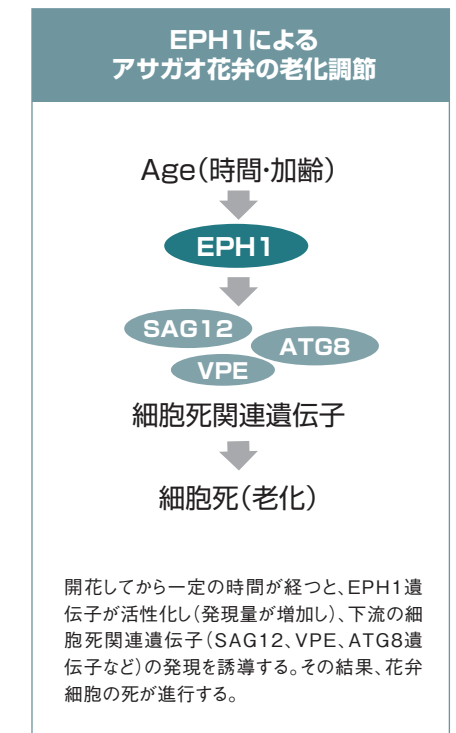 EPH1による
アサガオ花弁の老化調節
Age(時間・加齢)
EPH1
SAG12
ATG8
VPE
細胞死関連遺伝子
細胞死(老化)
開花してから一定の時間が経つと、EPH1遺
伝子が活性化し(発現量が増加し)、下流の細
胞死関連遺伝子(SAG12、VPE、ATG8遺
伝子など)の発現を誘導する。その結果、花弁
細胞の死が進行する。